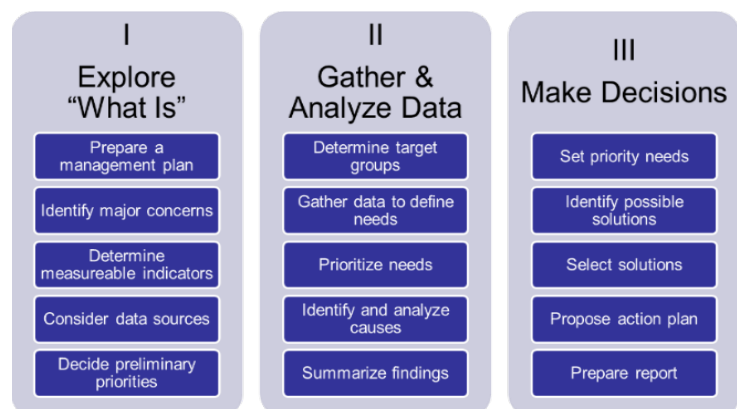 I
Explore
“What Is”
Prepare a
management plan
Identify major concerns
Determine
measureable indicators
Consider data sources
Decide preliminary
priorities
II
Gather &
Analyze Data
Determine target
groups
Gather data to define
needs
Prioritize needs
Identify and analyze
causes
Summarize findings
III
Make Decisions
Set priority needs
Identify possible
solutions
Select solutions
Propose action plan
Prepare report